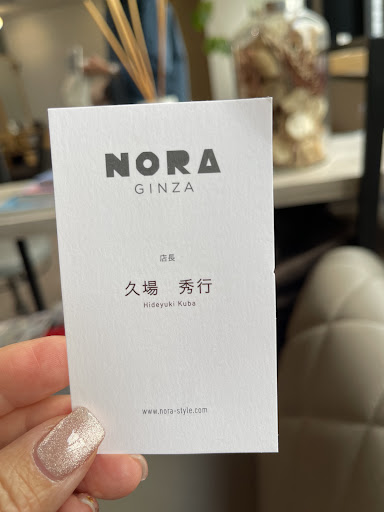 NORA
GINZA
店長
久場　秀行
Hideyuki Kuba
www.nora-style.com